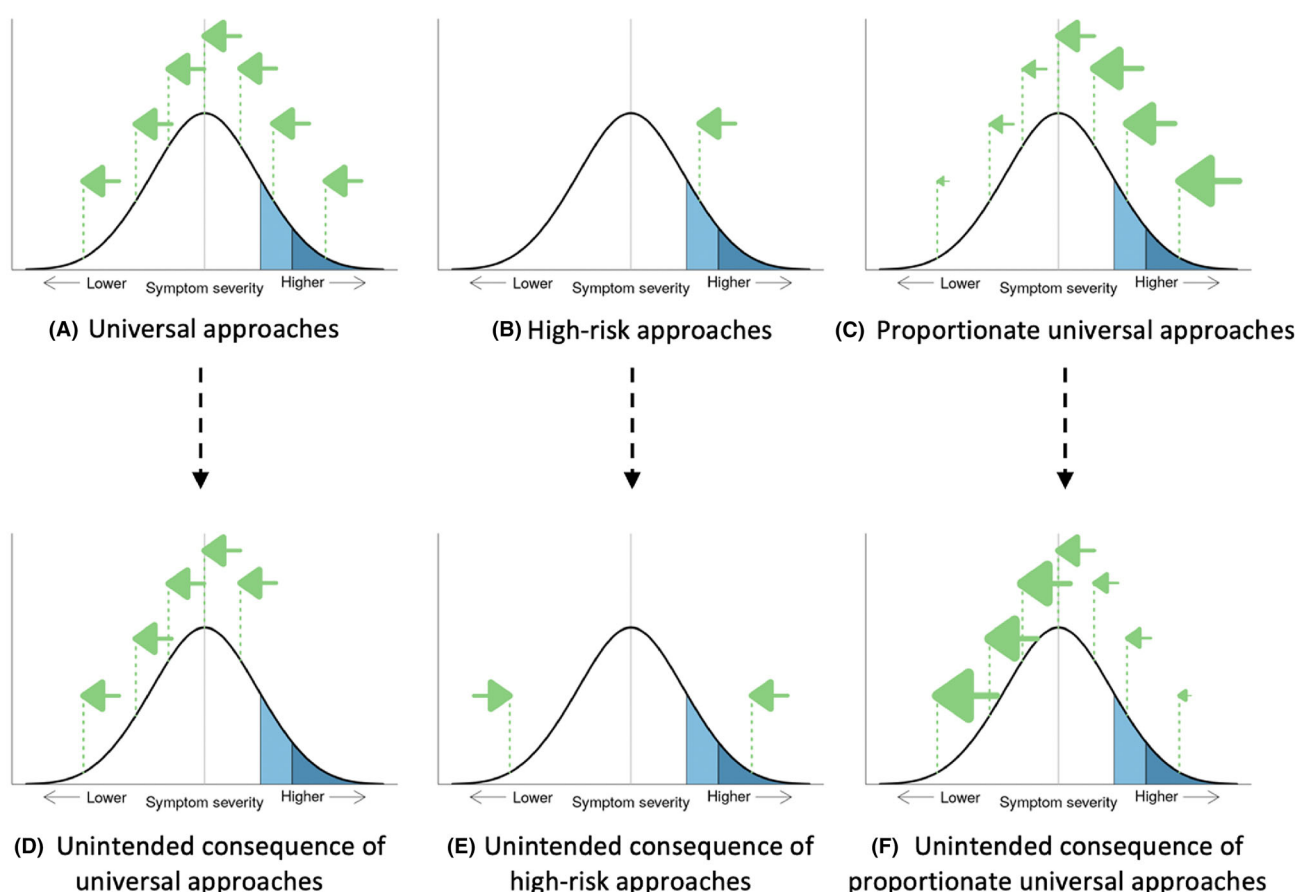 Lower Symptom severity Higher
Lower Symptom severity Higher
Lower Symptom severity Higher
(A) Universal approaches
(B) High-risk approaches
(C) Proportionate universal approaches
Lower Symptom severity Higher
Lower Symptom severity Higher
Lower Symptom severity Higher
(D) Unintended consequence of
universal approaches
(E) Unintended consequence of
high-risk approaches
(F) Unintended consequence of
proportionate universal approaches